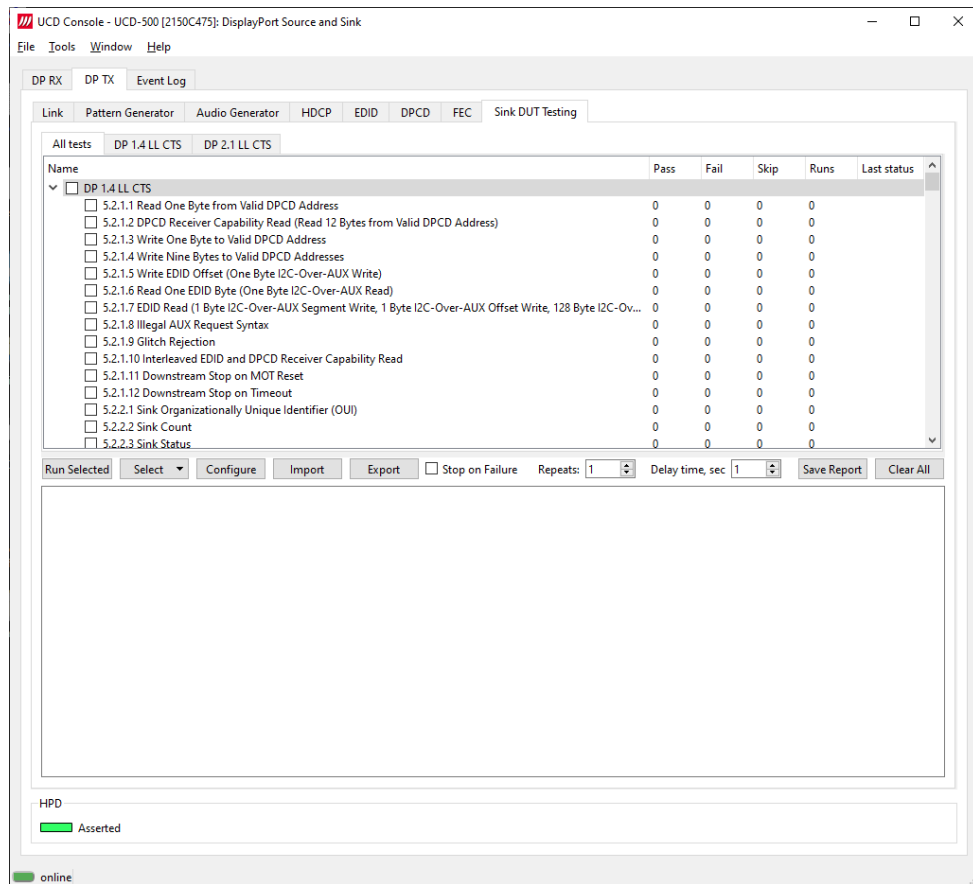 UCD Console - UCD-500 [2150C475]: DisplayPort Source and Sink
File Tools Window Help
DP RX DP TX Event Log
Link Pattern Generator Audio Generator HDCP EDID DPCD FEC Sink DUT Testing
All tests DP 1.4 LL CTS DP 2.1 LL CTS
Name Pass Fail Skip Runs Last status
DP 1.4 LL CTS
5.2.1.1 Read One Byte from Valid DPCD Address 0 0 0 0
5.2.1.2 DPCD Receiver Capability Read (Read 12 Bytes from Valid DPCD Address) 0 0 0 0
5.2.1.3 Write One Byte to Valid DPCD Address 0 0 0 0
5.2.1.4 Write Nine Bytes to Valid DPCD Addresses 0 0 0 0
5.2.1.5 Write EDID Offset (One Byte I2C-Over-AUX Write) 0 0 0 0
5.2.1.6 Read One EDID Byte (One Byte I2C-Over-AUX Read) 0 0 0 0
5.2.1.7 EDID Read (1 Byte I2C-Over-AUX Segment Write, 1 Byte I2C-Over-AUX Offset Write, 128 Byte I2C-Ov... 0 0 0 0
5.2.1.8 Illegal AUX Request Syntax 0 0 0 0
5.2.1.9 Glitch Rejection 0 0 0 0
5.2.1.10 Interleaved EDID and DPCD Receiver Capability Read 0 0 0 0
5.2.1.11 Downstream Stop on MOT Reset 0 0 0 0
5.2.1.12 Downstream Stop on Timeout 0 0 0 0
5.2.2.1 Sink Organizationally Unique Identifier (OUI) 0 0 0 0
5.2.2.2 Sink Count 0 0 0 0
5.2.2.3 Sink Status 0 0 0 0
Run Selected Select Configure Import Export Stop on Failure Repeats: 1 Delay time, sec 1 Save Report Clear All
HPD
Asserted
online